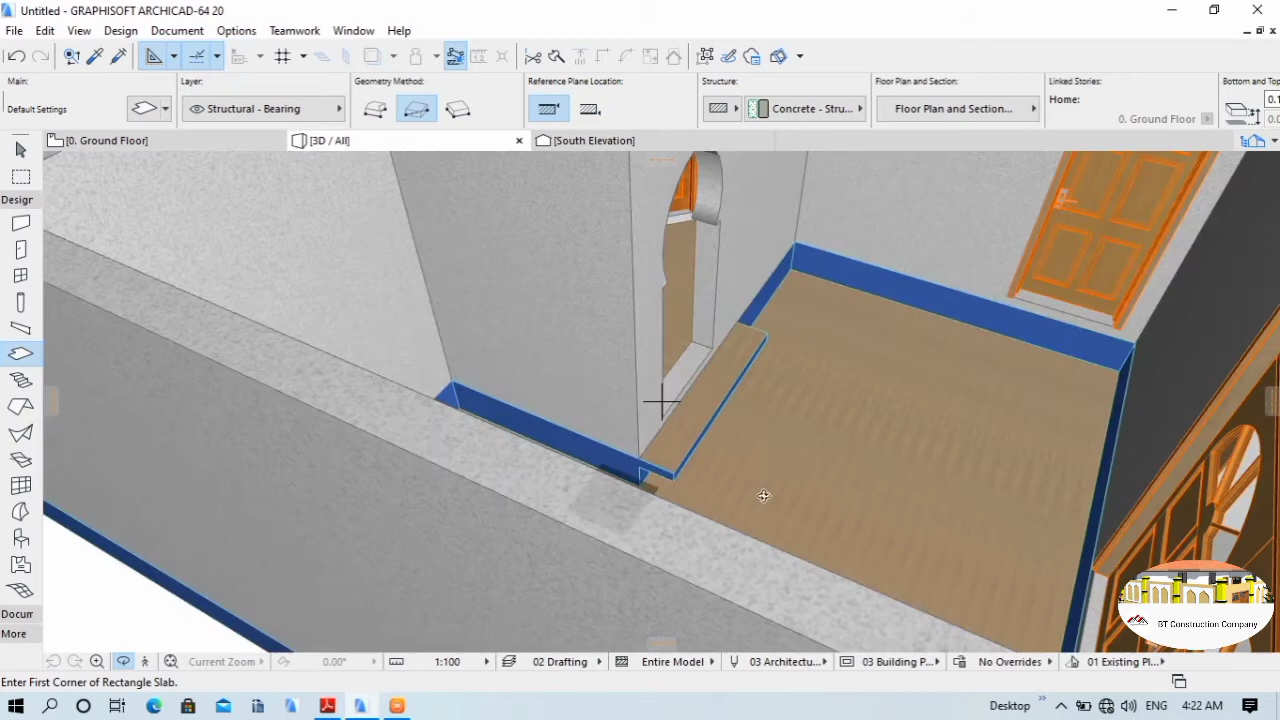 Untitled - GRAPHISOFT ARCHICAD-64 20
File Edit View Design Document Options Teamwork Window Help
Main: Layer: Geometry Method: Reference Plane Location: Structure: Floor Plan and Section: Linked Stories: Bottom and Top
Default Settings Structural - Bearing Concrete - Stru... Floor Plan and Section... Home: 0.1
0. Ground Floor 0.
[0. Ground Floor] [3D / All] [South Elevation]
Desigr
Docum
More
BT Construction Company
Current Zoom 0.00° 1:100 02 Drafting Entire Model 03 Architectu... 03 Building P... No Overrides 01 Existing Pl...
Enter First Corner of Rectangle Slab.
Desktop ENG 4:22 AM